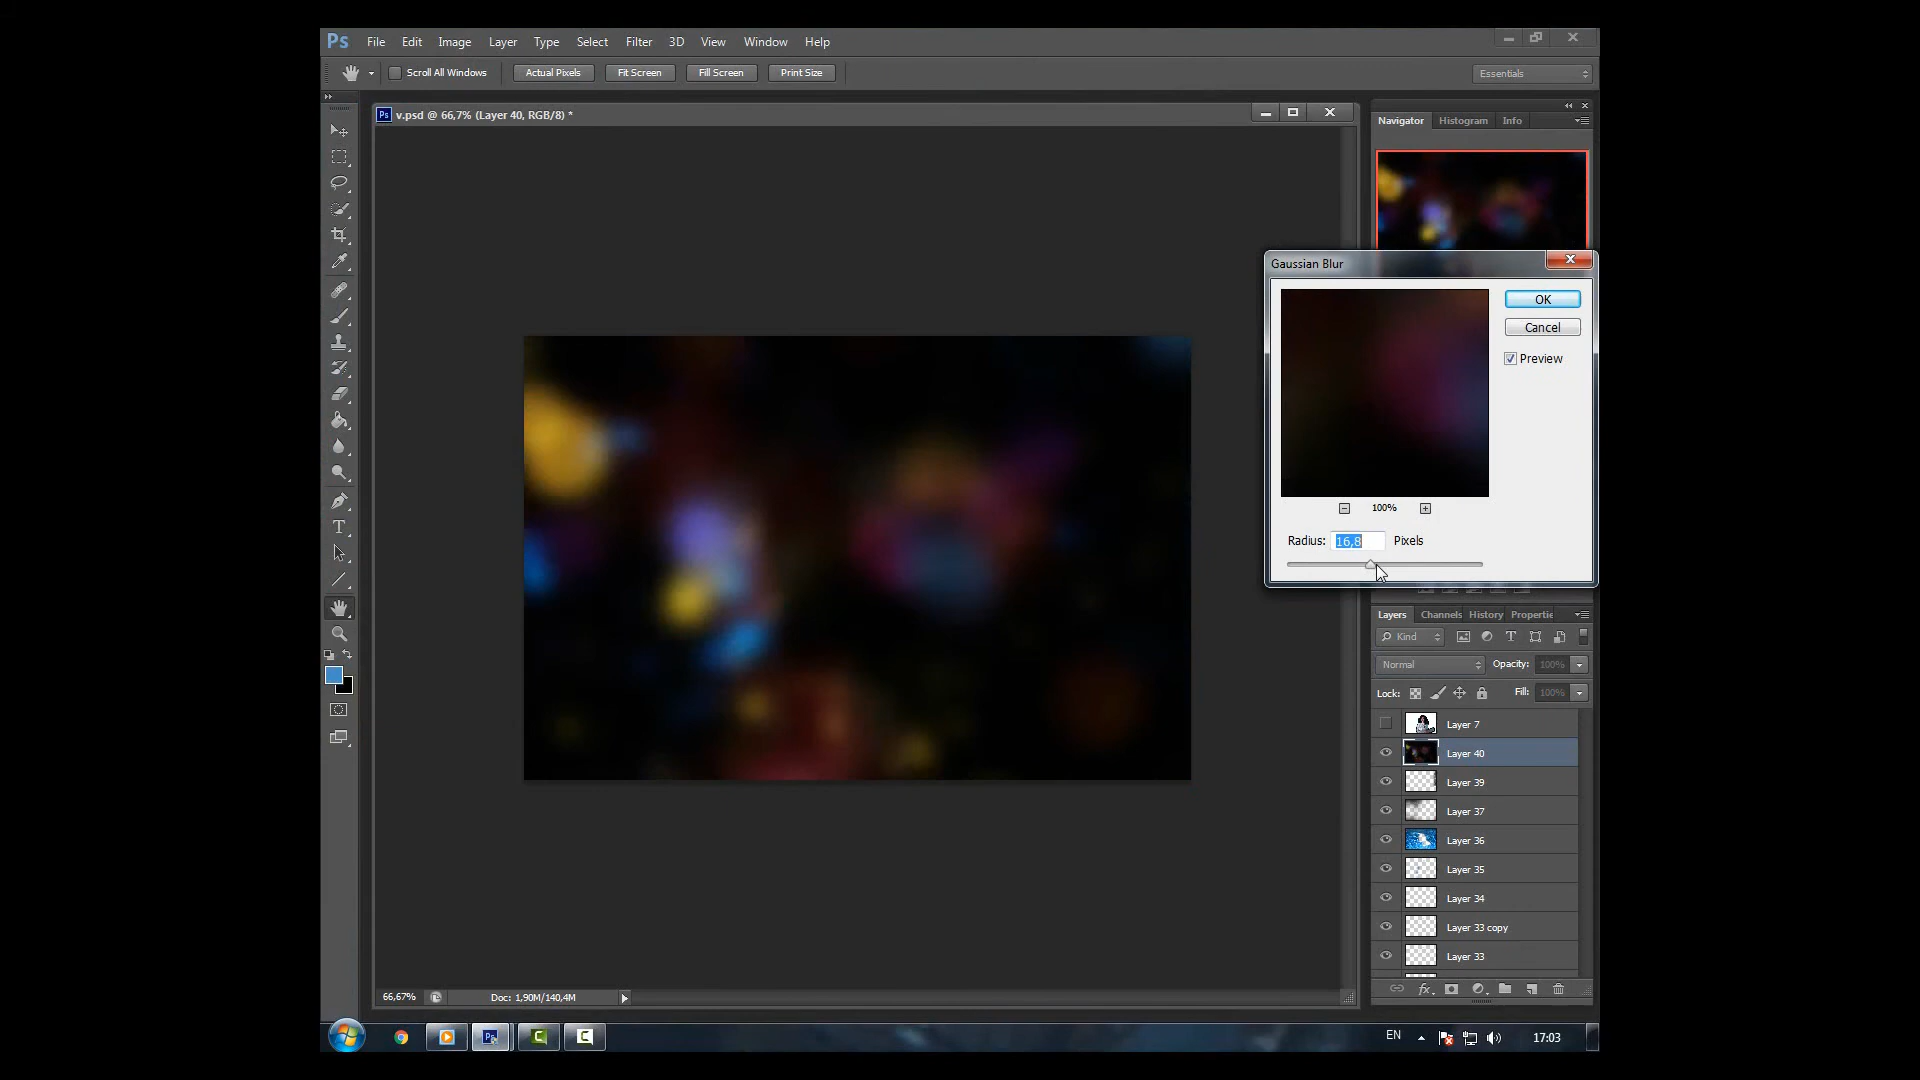 Ps File Edit Image Layer Type Select Filter 3D View Window Help
Scroll All Windows Actual Pixels Fit Screen Fill Screen Print Size Essentials
Ps v.psd @ 66,7% (Layer 40, RGB/8) *
Navigator Histogram Info
Gaussian Blur
OK
Cancel
Preview
100%
Radius: 16,8 Pixels
Layers Channels History Propertie
Kind
Normal Opacity: 100%
Lock: Fill: 100%
Layer 7
Layer 40
Layer 39
Layer 37
Layer 36
Layer 35
Layer 34
Layer 33 copy
Layer 33
fx
66,67% Doc: 1,90M/140,4M
EN 17:03